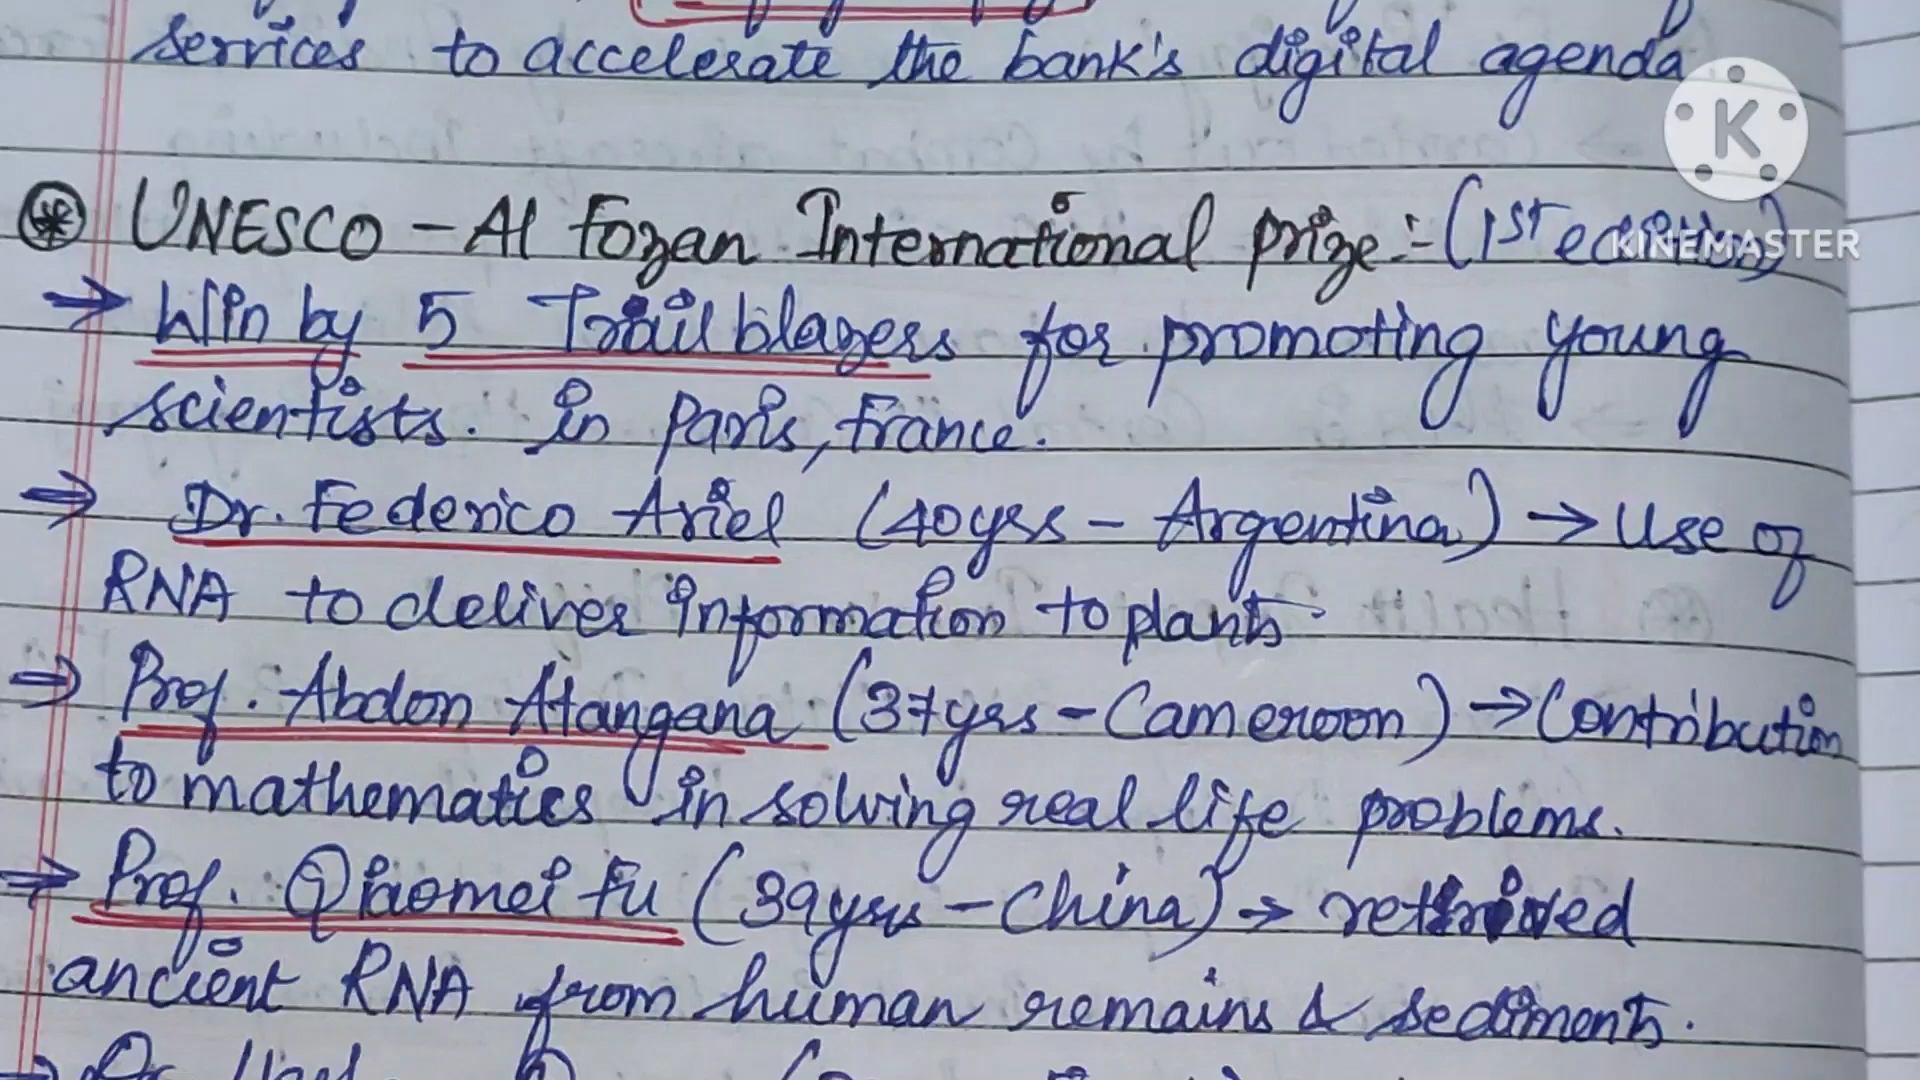 services to accelerate the bank's digital agenda
K
KINEMASTER
UNESCO - Al Fozan International prize :- (1st edition)
→ Win by 5 Trailblazers for promoting young
scientists. in Paris, France.
⇒ Dr. Federico Ariel (40yrs - Argentina) → Use of
RNA to deliver information to plants.
⇒ Prof. Abdon Atangana (37yrs - Cameroon) → Contribution
to mathematics in solving real life problems.
⇒ Prof. Qiaomei Fu (39yrs - China) → retrived
ancient RNA from human remains & sediments.